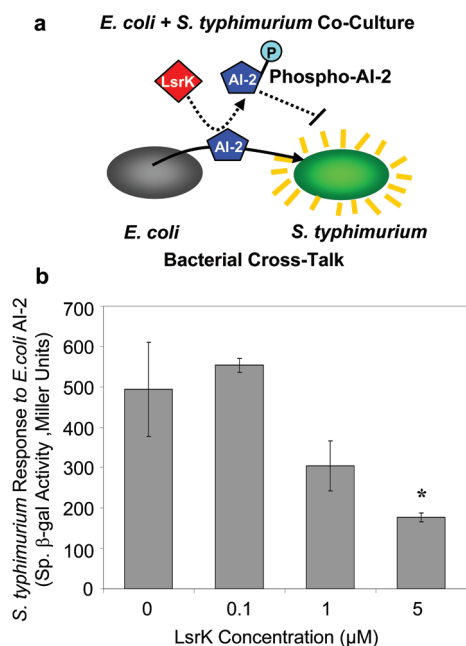 a
E. coli + S. typhimurium Co-Culture
P
LsrK
AI-2
Phospho-AI-2
AI-2
E. coli
S. typhimurium
Bacterial Cross-Talk
b
S. typhimurium Response to E.coli AI-2
(Sp. β-gal Activity ,Miller Units)
700
600
500
400
300
200
100
0
*
0 0.1 1 5
LsrK Concentration (µM)